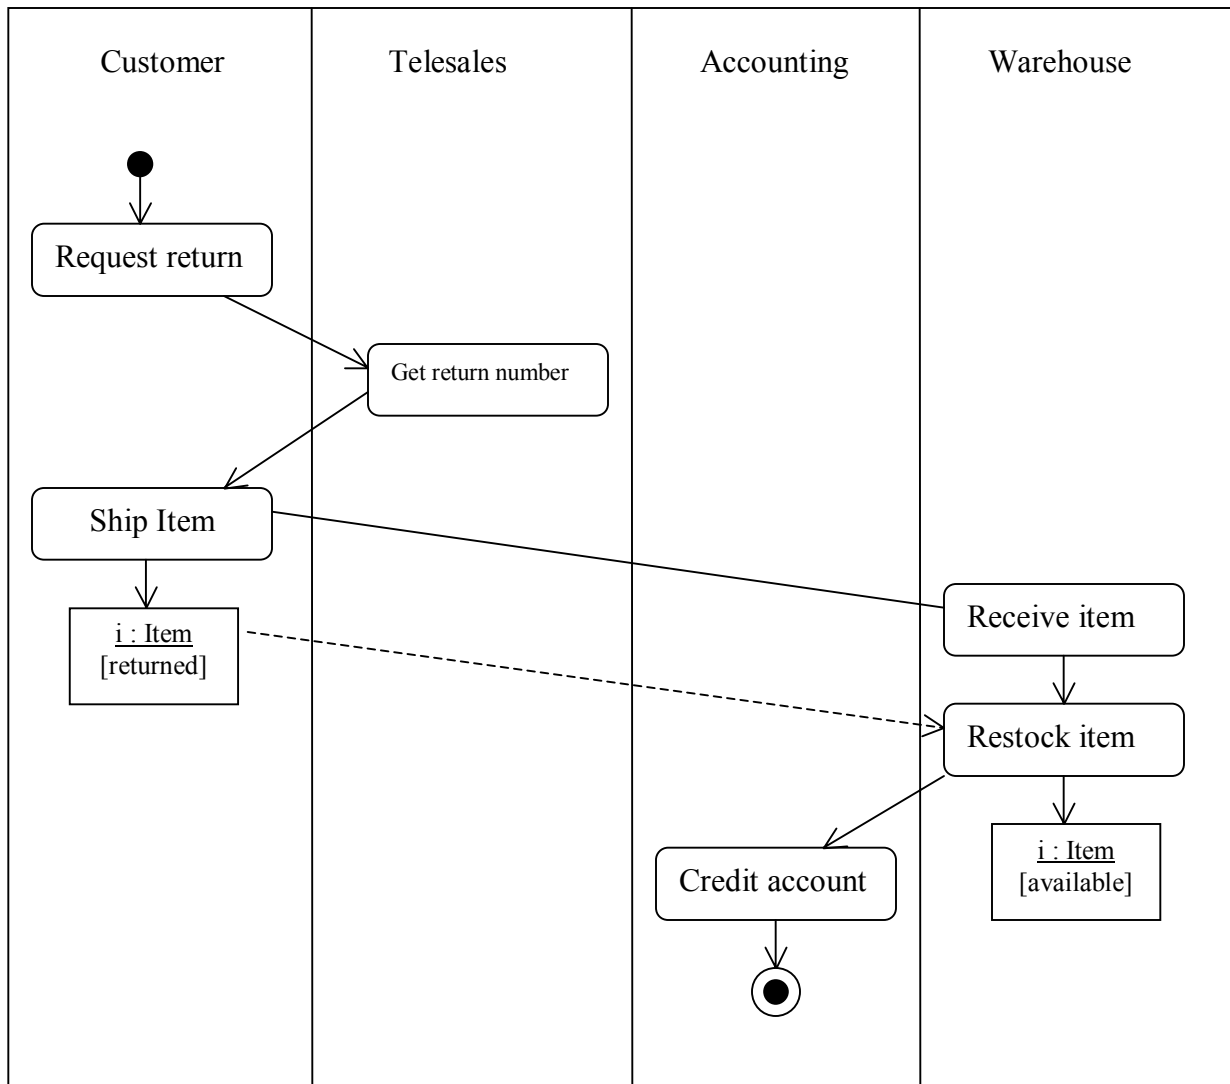 Customer
Telesales
Accounting
Warehouse
Request return
Get return number
Ship Item
Receive item
i : Item
[returned]
Restock item
Credit account
i : Item
[available]